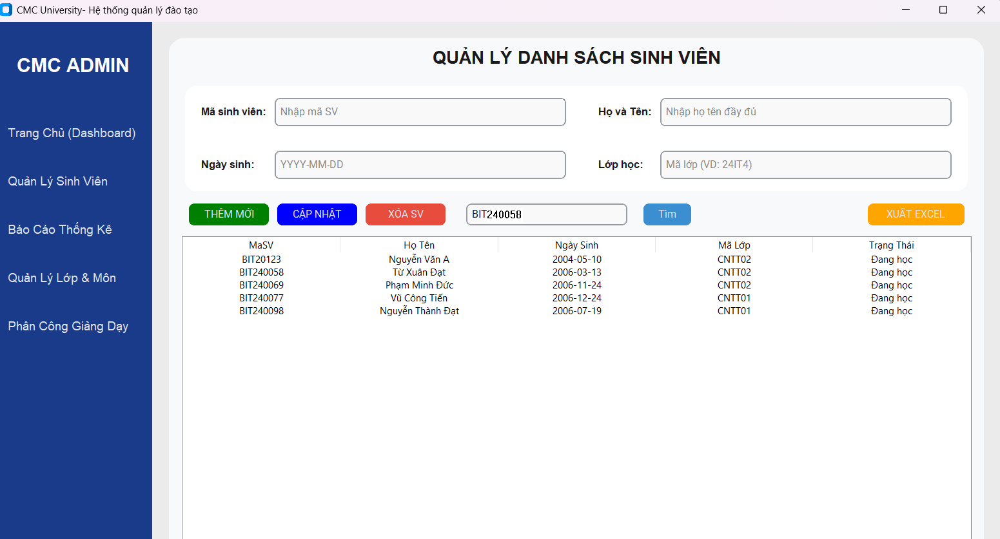 CMC University- Hệ thống quản lý đào tạo
CMC ADMIN
Trang Chủ (Dashboard)
Quản Lý Sinh Viên
Báo Cáo Thống Kê
Quản Lý Lớp & Môn
Phân Công Giảng Dạy
QUẢN LÝ DANH SÁCH SINH VIÊN
Mã sinh viên: Nhập mã SV Họ và Tên: Nhập họ tên đầy đủ
Ngày sinh: YYYY-MM-DD Lớp học: Mã lớp (VD: 24IT4)
THÊM MỚI CẬP NHẬT XÓA SV BIT240058 Tìm XUẤT EXCEL
MaSV Họ Tên Ngày Sinh Mã Lớp Trạng Thái
BIT20123 Nguyễn Văn A 2004-05-10 CNTT02 Đang học
BIT240058 Từ Xuân Đạt 2006-03-13 CNTT02 Đang học
BIT240069 Phạm Minh Đức 2006-11-24 CNTT02 Đang học
BIT240077 Vũ Công Tiến 2006-12-24 CNTT01 Đang học
BIT240098 Nguyễn Thành Đạt 2006-07-19 CNTT01 Đang học